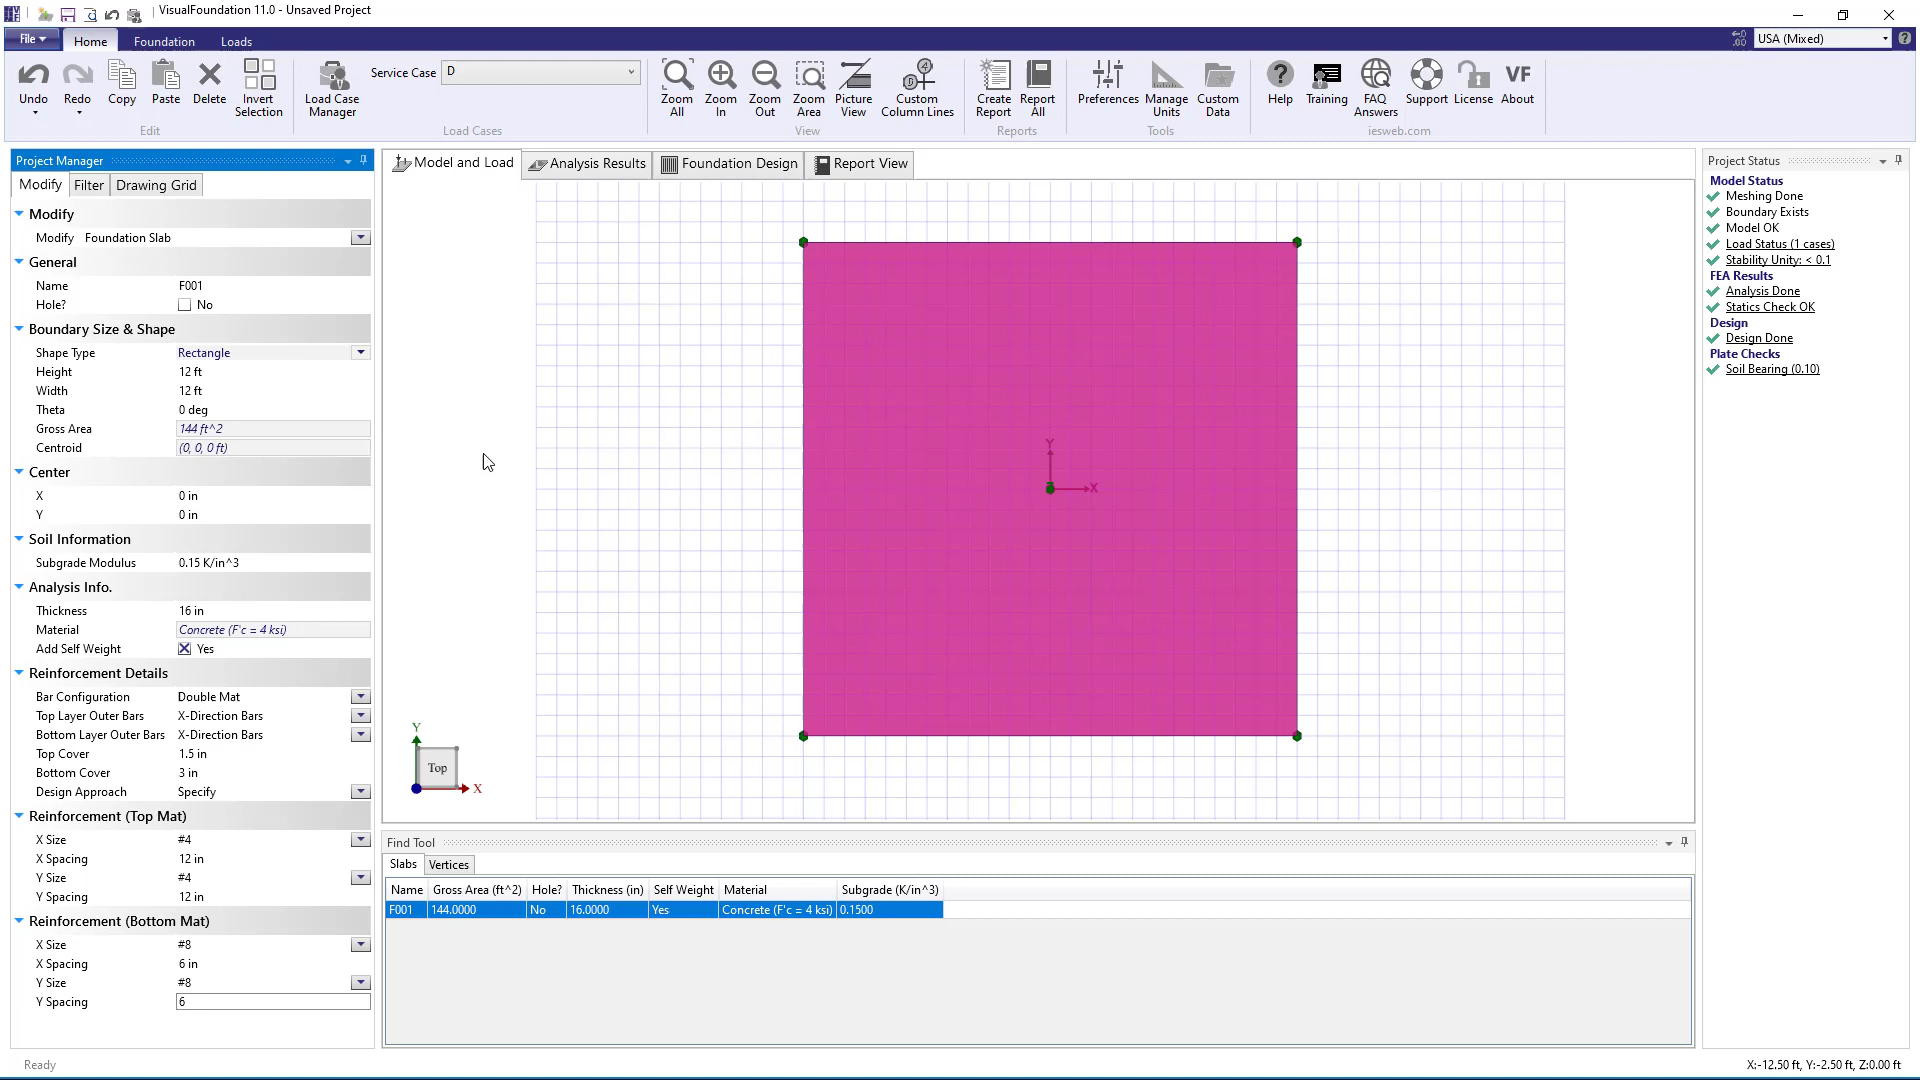 VisualFoundation 11.0 - Unsaved Project
File Home Foundation Loads USA (Mixed)
Undo Redo Copy Paste Delete Invert Selection
Edit
Load Case Manager Service Case D
Load Cases
Zoom All Zoom In Zoom Out Zoom Area Picture View Custom Column Lines
View
Create Report Report All
Reports
Preferences Manage Units Custom Data
Tools
Help Training FAQ Answers Support License VF About
iesweb.com
Project Manager
Modify Filter Drawing Grid
Modify
Modify Foundation Slab
General
Name F001
Hole? No
Boundary Size & Shape
Shape Type Rectangle
Height 12 ft
Width 12 ft
Theta 0 deg
Gross Area 144 ft^2
Centroid (0, 0, 0 ft)
Center
X 0 in
Y 0 in
Soil Information
Subgrade Modulus 0.15 K/in^3
Analysis Info.
Thickness 16 in
Material Concrete (F'c = 4 ksi)
Add Self Weight Yes
Reinforcement Details
Bar Configuration Double Mat
Top Layer Outer Bars X-Direction Bars
Bottom Layer Outer Bars X-Direction Bars
Top Cover 1.5 in
Bottom Cover 3 in
Design Approach Specify
Reinforcement (Top Mat)
X Size #4
X Spacing 12 in
Y Size #4
Y Spacing 12 in
Reinforcement (Bottom Mat)
X Size #8
X Spacing 6 in
Y Size #8
Y Spacing 6
Model and Load Analysis Results Foundation Design Report View
Y
X
Y
Top
X
Find Tool
Slabs Vertices
Name Gross Area (ft^2) Hole? Thickness (in) Self Weight Material Subgrade (K/in^3)
F001 144.0000 No 16.0000 Yes Concrete (F'c = 4 ksi) 0.1500
Project Status
Model Status
Meshing Done
Boundary Exists
Model OK
Load Status (1 cases)
Stability Unity: < 0.1
FEA Results
Analysis Done
Statics Check OK
Design
Design Done
Plate Checks
Soil Bearing (0.10)
Ready X:-12.50 ft, Y:-2.50 ft, Z:0.00 ft